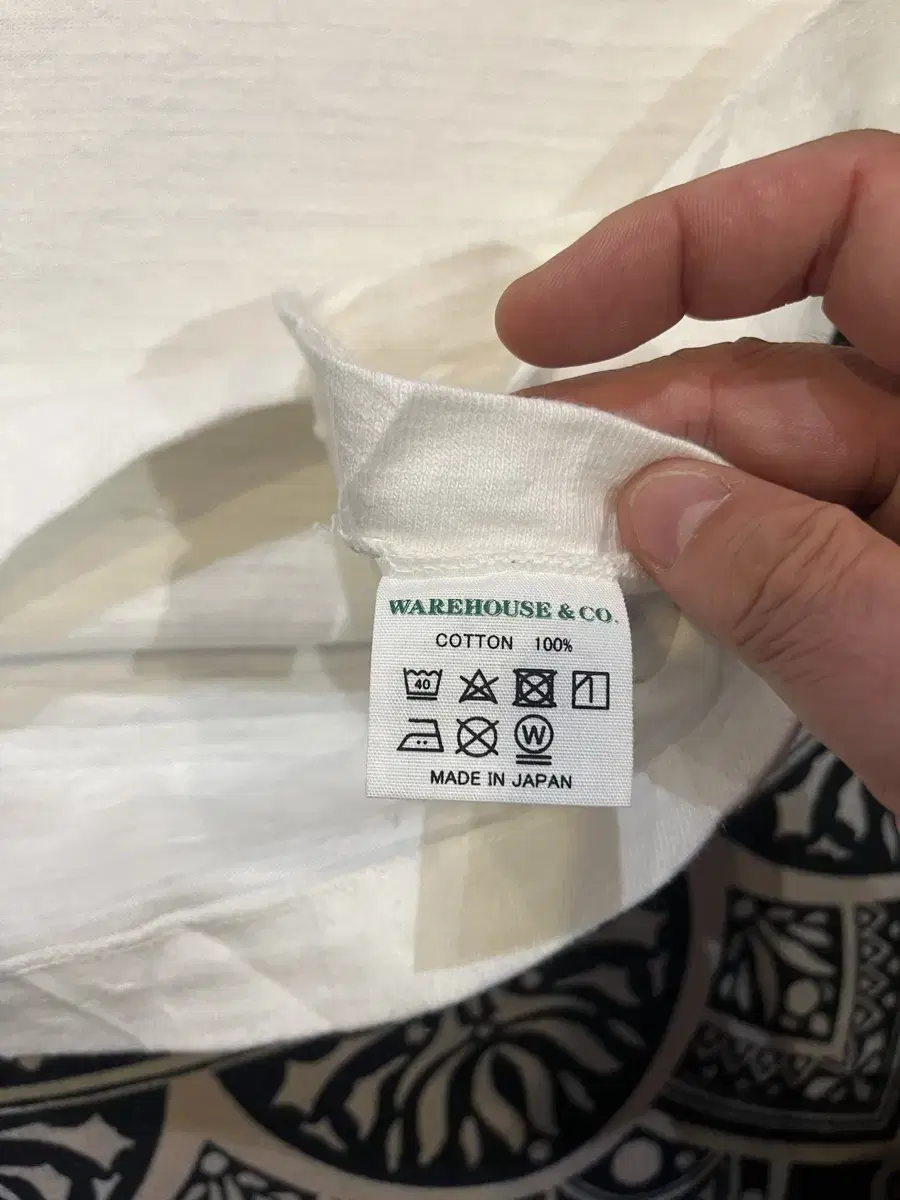 WAREHOUSE & CO.
COTTON 100%
40
W
MADE IN JAPAN